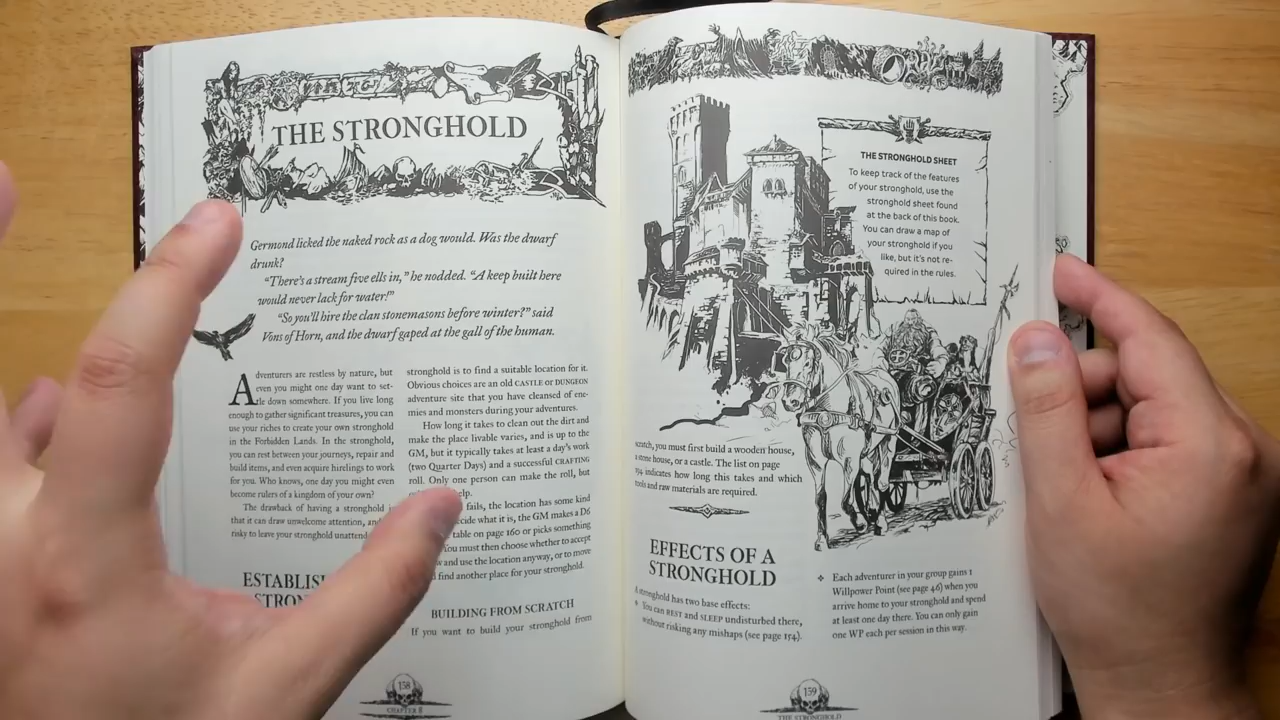 THE STRONGHOLD
Germond licked the naked rock as a dog would. Was the dwarf
drunk?
"There's a stream five ells in," he nodded. "A keep built here
would never lack for water!"
"So you'll hire the clan stonemasons before winter?" said
Vons of Horn, and the dwarf gaped at the gall of the human.
Adventurers are restless by nature, but
even you might one day want to set-
tle down somewhere. If you live long
enough to gather significant treasures, you can
use your riches to create your own stronghold
in the Forbidden Lands. In the stronghold,
you can rest between your journeys, repair and
build items, and even acquire hirelings to work
for you. Who knows, one day you might even
become rulers of a kingdom of your own?
The drawback of having a stronghold
that it can draw unwelcome attention, and
risky to leave your stronghold unattend
ESTABLIS
STRON
stronghold is to find a suitable location for it.
Obvious choices are an old CASTLE or DUNGEON
adventure site that you have cleansed of ene-
mies and monsters during your adventures.
How long it takes to clean out the dirt and
make the place livable varies, and is up to the
GM, but it typically takes at least a day's work
(two Quarter Days) and a successful CRAFTING
roll. Only one person can make the roll, but
elp.
fails, the location has some kind
ecide what it is, the GM makes a D6
table on page 160 or picks something
You must then choose whether to accept
w and use the location anyway, or to move
find another place for your stronghold.
BUILDING FROM SCRATCH
If you want to build your stronghold from
158
CHAPTER 8
THE STRONGHOLD SHEET
To keep track of the features
of your stronghold, use the
stronghold sheet found
at the back of this book.
You can draw a map of
your stronghold if you
like, but it's not re-
quired in the rules.
scratch, you must first build a wooden house,
a stone house, or a castle. The list on page
194 indicates how long this takes and which
tools and raw materials are required.
EFFECTS OF A
STRONGHOLD
A stronghold has two base effects:
❖ You can REST and SLEEP undisturbed there,
without risking any mishaps (see page 154).
❖ Each adventurer in your group gains 1
Willpower Point (see page 46) when you
arrive home to your stronghold and spend
at least one day there. You can only gain
one WP each per session in this way.
159
THE STRONGHOLD